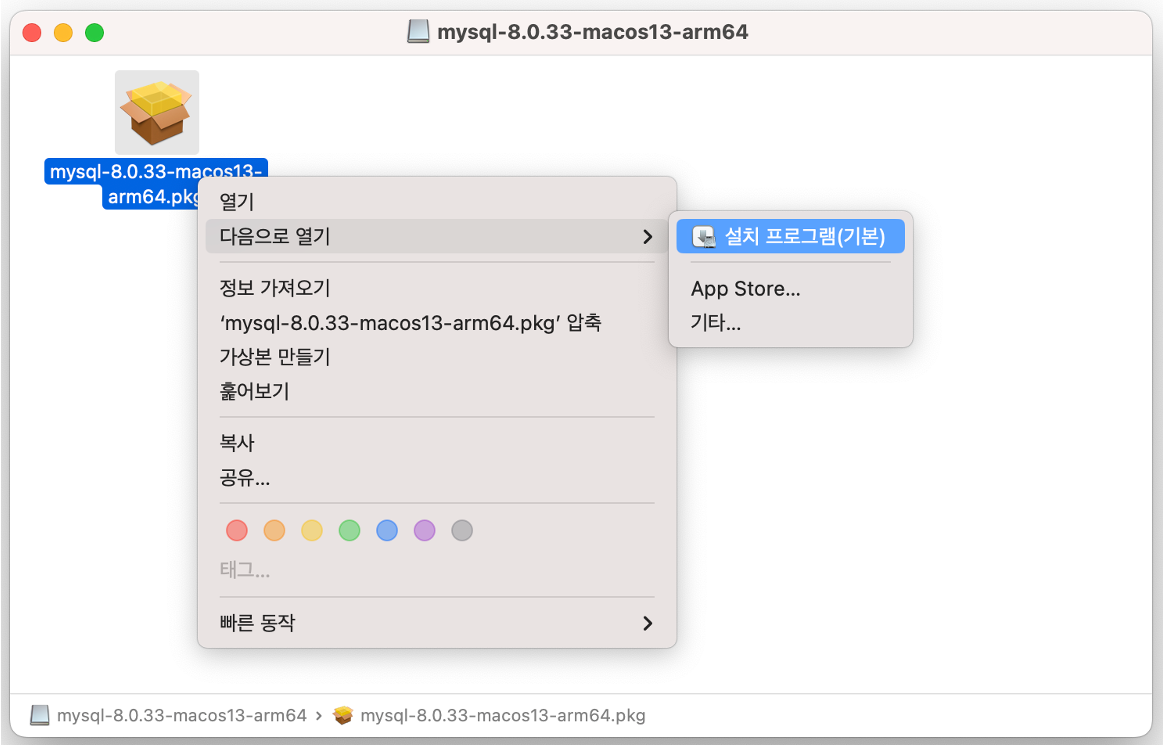 mysql-8.0.33-macos13-arm64
mysql-8.0.33-macos13-
arm64.pkg
열기
다음으로 열기
설치 프로그램(기본)
정보 가져오기
App Store...
‘mysql-8.0.33-macos13-arm64.pkg’ 압축
기타...
가상본 만들기
훑어보기
복사
공유...
태그...
빠른 동작
mysql-8.0.33-macos13-arm64 › mysql-8.0.33-macos13-arm64.pkg